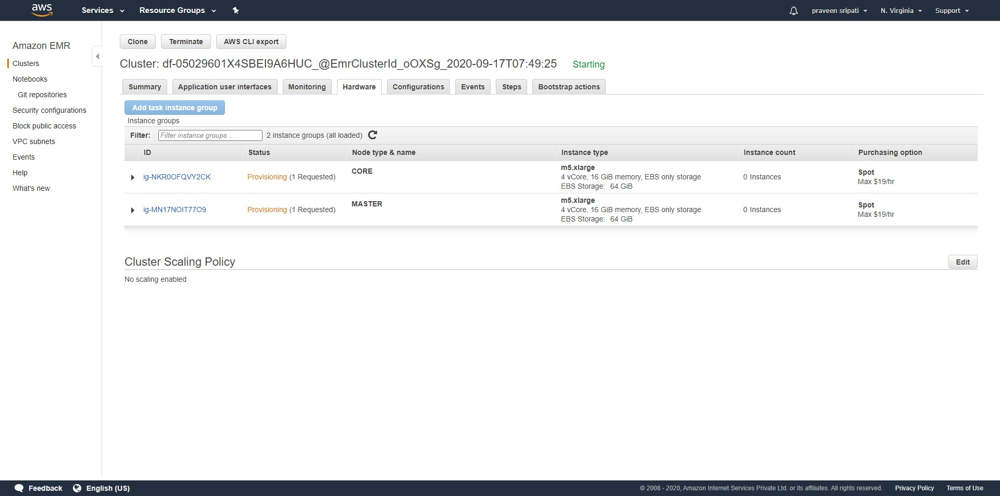 aws Services Resource Groups praveen sripati N. Virginia Support
Amazon EMR
Clusters
Notebooks
Git repositories
Security configurations
Block public access
VPC subnets
Events
Help
What's new
Clone Terminate AWS CLI export
Cluster: df-05029601X4SBEI9A6HUC_@EmrClusterId_oOXSg_2020-09-17T07:49:25 Starting
Summary Application user interfaces Monitoring Hardware Configurations Events Steps Bootstrap actions
Add task instance group
Instance groups
Filter: Filter instance groups ... 2 instance groups (all loaded)
ID Status Node type & name Instance type Instance count Purchasing option
ig-NKR0OFQVY2CK Provisioning (1 Requested) CORE m5.xlarge
4 vCore, 16 GiB memory, EBS only storage
EBS Storage: 64 GiB
0 Instances
Spot
Max $19/hr
ig-MN17NOIT77O9 Provisioning (1 Requested) MASTER m5.xlarge
4 vCore, 16 GiB memory, EBS only storage
EBS Storage: 64 GiB
0 Instances
Spot
Max $19/hr
Cluster Scaling Policy Edit
No scaling enabled
Feedback English (US) © 2008 - 2020, Amazon Internet Services Private Ltd. or its affiliates. All rights reserved. Privacy Policy Terms of Use